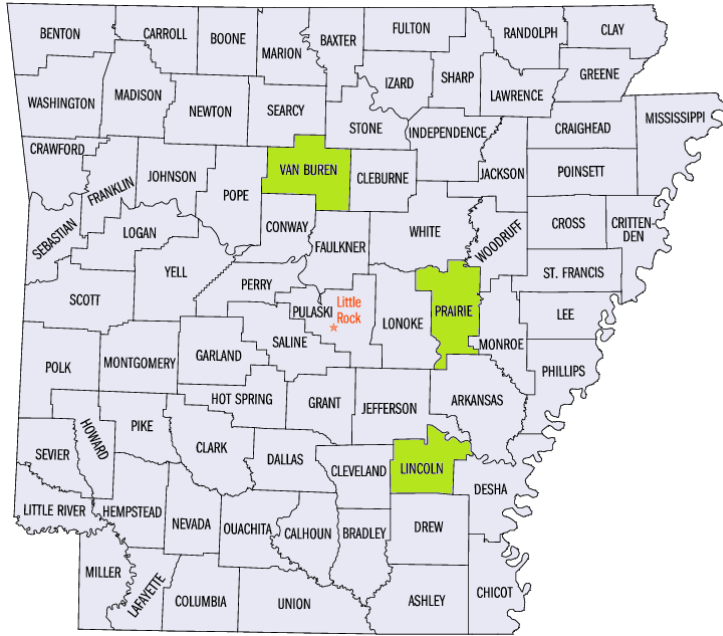 BENTON
CARROLL
BOONE
MARION
BAXTER
FULTON
RANDOLPH
CLAY
GREENE
WASHINGTON
MADISON
NEWTON
SEARCY
STONE
IZARD
SHARP
LAWRENCE
MISSISSIPPI
CRAIGHEAD
INDEPENDENCE
CRAWFORD
FRANKLIN
JOHNSON
POPE
VAN BUREN
CLEBURNE
JACKSON
POINSETT
SEBASTIAN
LOGAN
CONWAY
FAULKNER
WHITE
WOODRUFF
CROSS
CRITTEN-
DEN
SCOTT
YELL
PERRY
PULASKI
Little
Rock
LONOKE
PRAIRIE
ST. FRANCIS
LEE
MONROE
PHILLIPS
POLK
MONTGOMERY
GARLAND
SALINE
HOT SPRING
GRANT
JEFFERSON
ARKANSAS
HOWARD
PIKE
CLARK
DALLAS
CLEVELAND
LINCOLN
DESHA
SEVIER
LITTLE RIVER
HEMPSTEAD
NEVADA
OUACHITA
CALHOUN
BRADLEY
DREW
MILLER
LAFAYETTE
COLUMBIA
UNION
ASHLEY
CHICOT